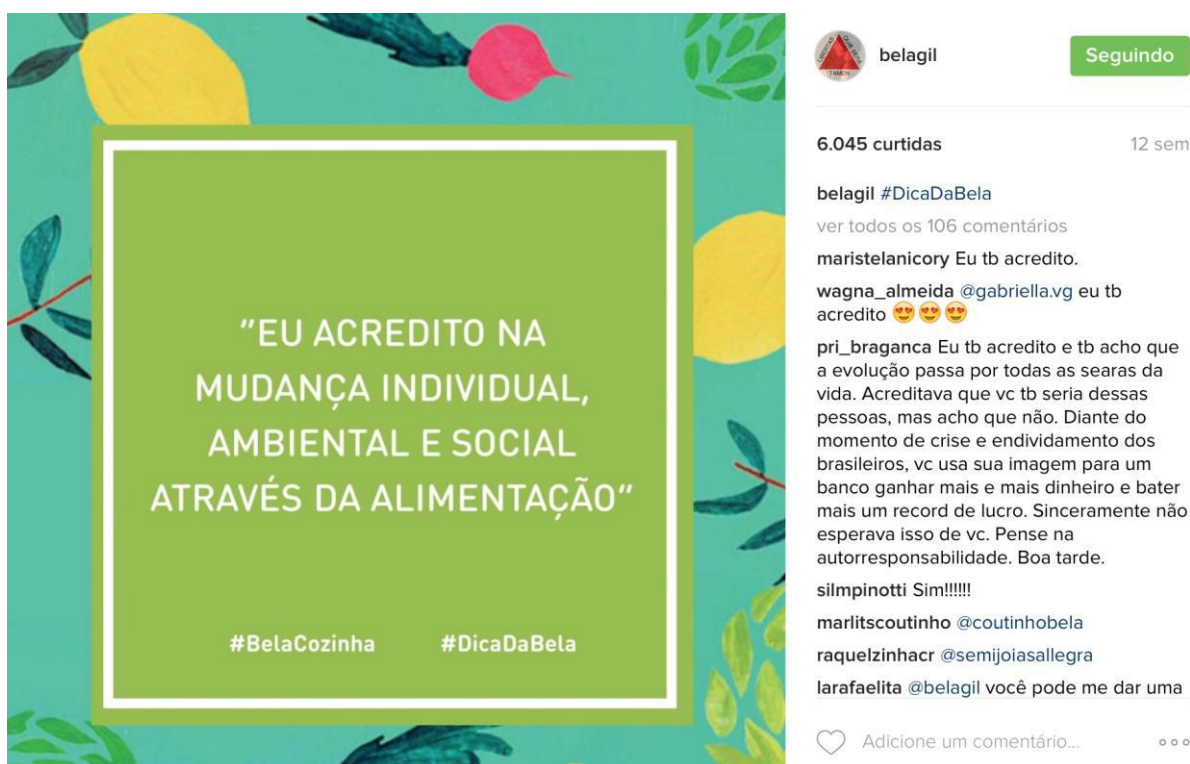 "EU ACREDITO NA
MUDANÇA INDIVIDUAL,
AMBIENTAL E SOCIAL
ATRAVÉS DA ALIMENTAÇÃO"
#BelaCozinha #DicaDaBela
belagil Seguindo
6.045 curtidas 12 sem
belagil #DicaDaBela
ver todos os 106 comentários
maristelanicory Eu tb acredito.
wagna_almeida @gabriella.vg eu tb
acredito 😍😍😍
pri_braganca Eu tb acredito e tb acho que
a evolução passa por todas as searas da
vida. Acreditava que vc tb seria dessas
pessoas, mas acho que não. Diante do
momento de crise e endividamento dos
brasileiros, vc usa sua imagem para um
banco ganhar mais e mais dinheiro e bater
mais um record de lucro. Sinceramente não
esperava isso de vc. Pense na
autorresponsabilidade. Boa tarde.
silmpinotti Sim!!!!!!
marlitscoutinho @coutinhobela
raquelzinhacr @semijoiasallegra
larafaelita @belagil você pode me dar uma
Adicione um comentário...